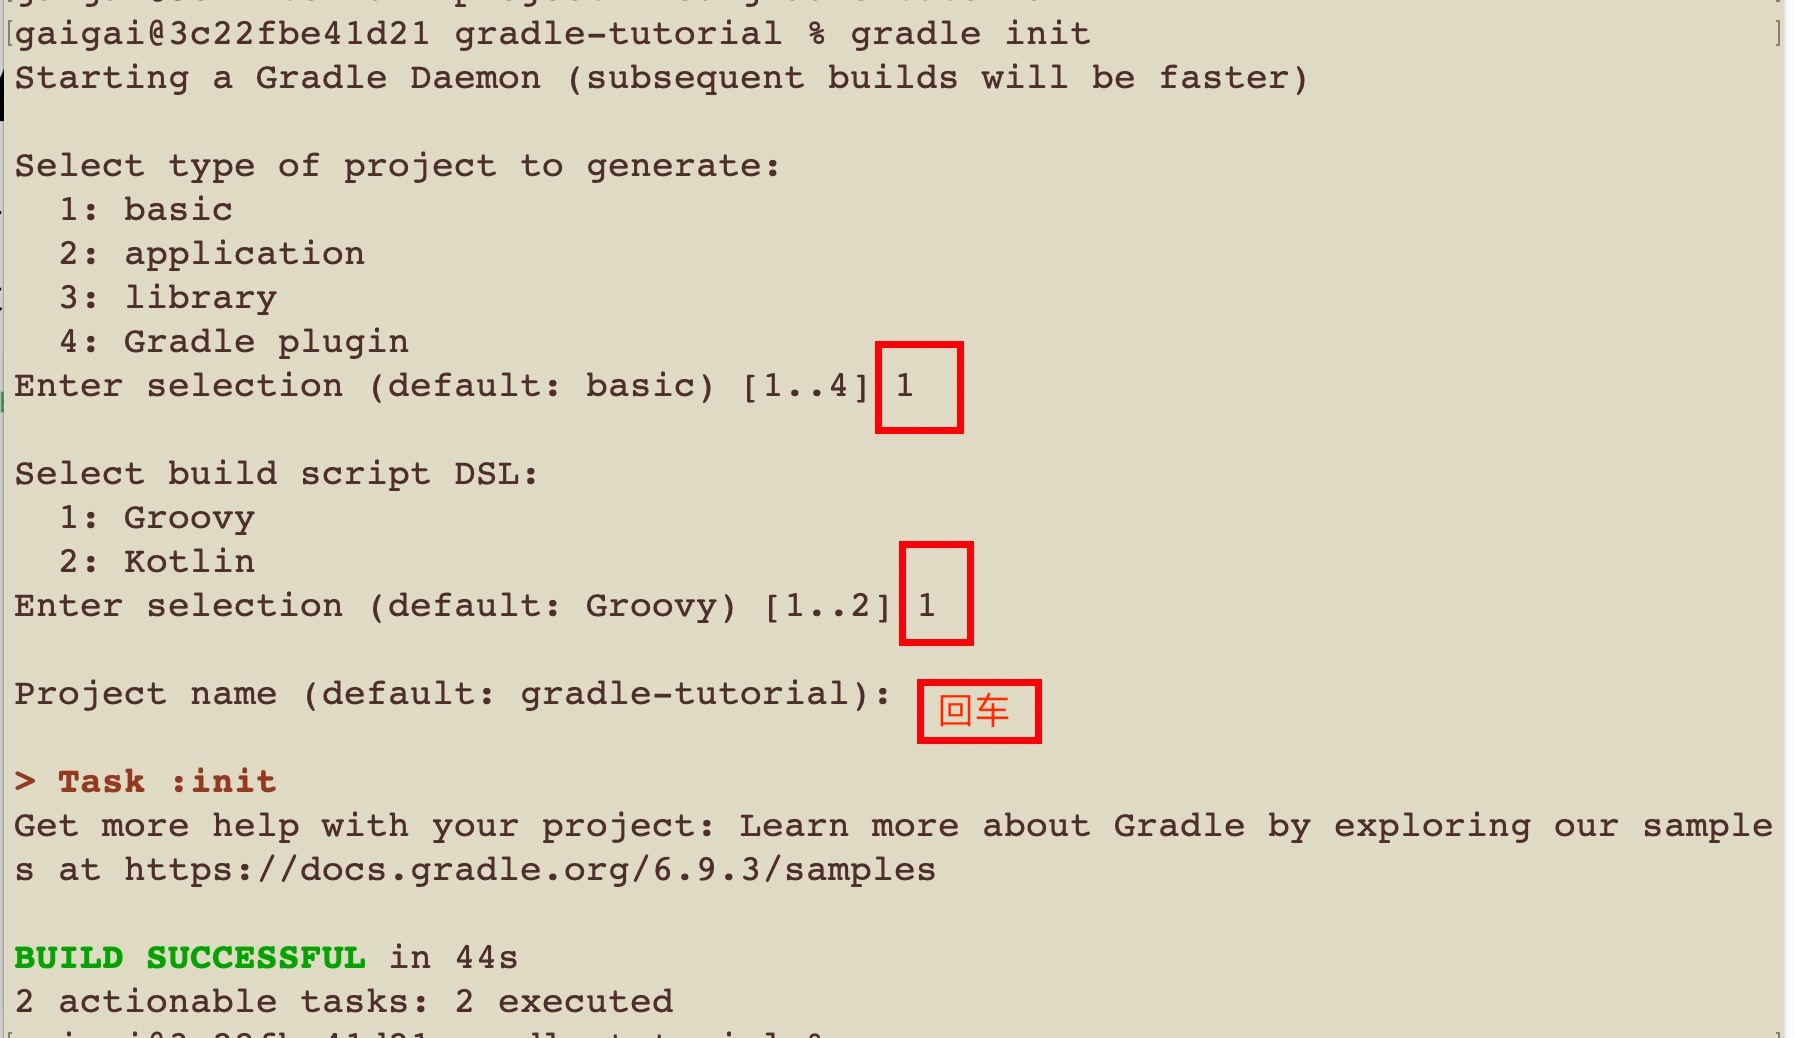 gaigai@3c22fbe41d21 gradle-tutorial % gradle init
Starting a Gradle Daemon (subsequent builds will be faster)
Select type of project to generate:
1: basic
2: application
3: library
4: Gradle plugin
Enter selection (default: basic) [1..4] 1
Select build script DSL:
1: Groovy
2: Kotlin
Enter selection (default: Groovy) [1..2] 1
Project name (default: gradle-tutorial): 回车
> Task :init
Get more help with your project: Learn more about Gradle by exploring our sample
s at https://docs.gradle.org/6.9.3/samples
BUILD SUCCESSFUL in 44s
2 actionable tasks: 2 executed